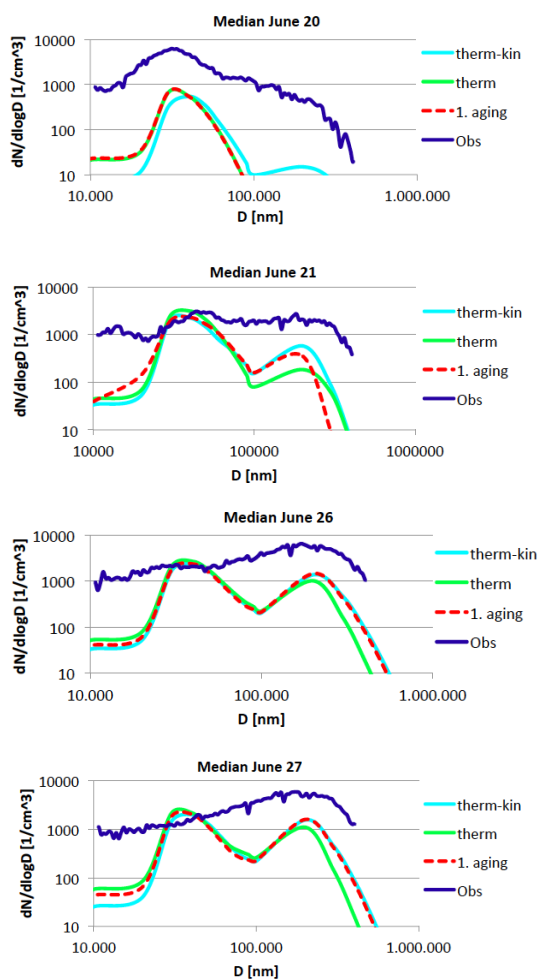 Median June 20
dN/dlogD [1/cm^3]
10000
1000
100
10
10.000
100.000
1.000.000
D [nm]
therm-kin
therm
1. aging
Obs
Median June 21
dN/dlogD [1/cm^3]
10000
1000
100
10
10000
100000
1000000
D [nm]
therm-kin
therm
1. aging
Obs
Median June 26
dN/dlogD [1/cm^3]
10000
1000
100
10
10.000
100.000
1.000.000
D [nm]
therm-kin
therm
1. aging
Obs
Median June 27
dN/dlogD [1/cm^3]
10000
1000
100
10
10.000
100.000
1.000.000
D [nm]
therm-kin
therm
1. aging
Obs